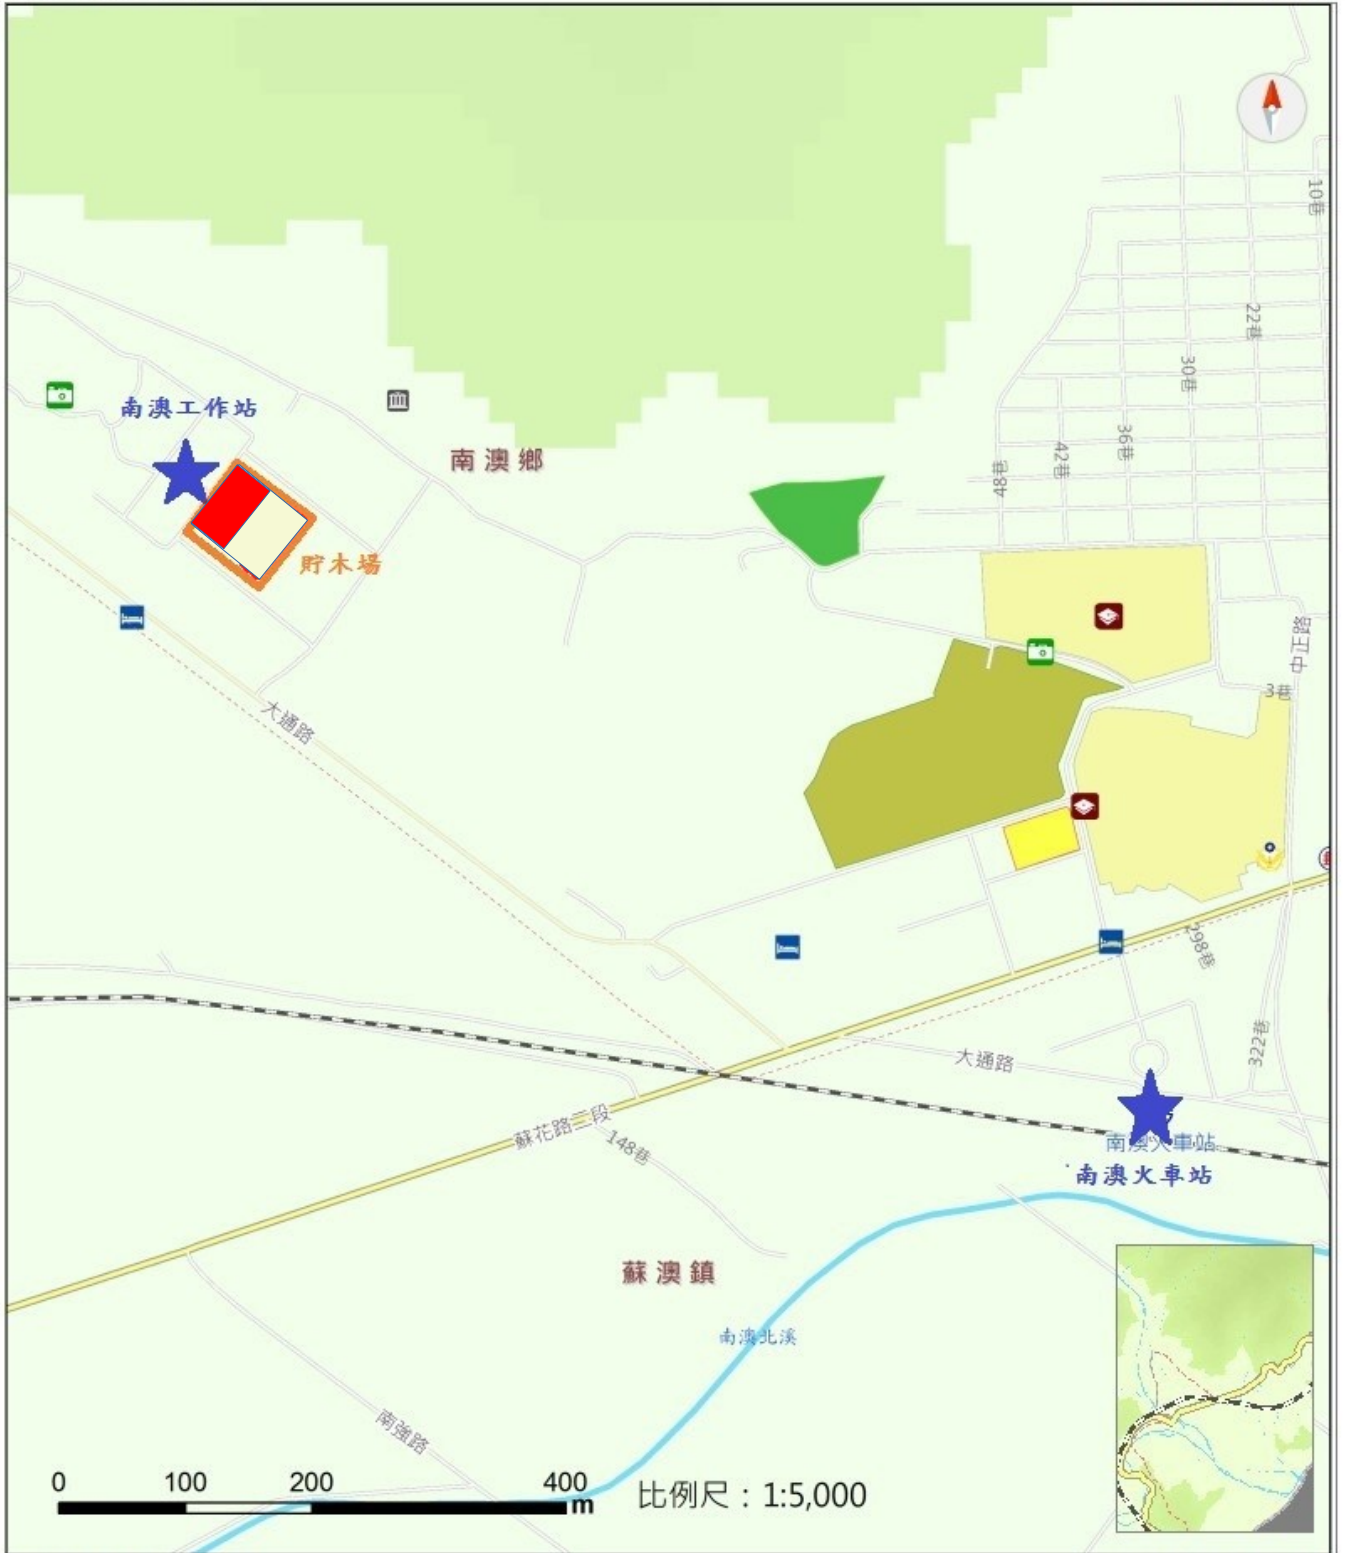 10巷
22巷
30巷
36巷
42巷
48巷
南澳工作站
南澳鄉
貯木場
中正路
3巷
大通路
298巷
322巷
大通路
蘇花路二段
148巷
南澳火車站
南澳火車站
蘇澳鎮
南澳北溪
南強路
0 100 200 400
m
比例尺：1:5,000